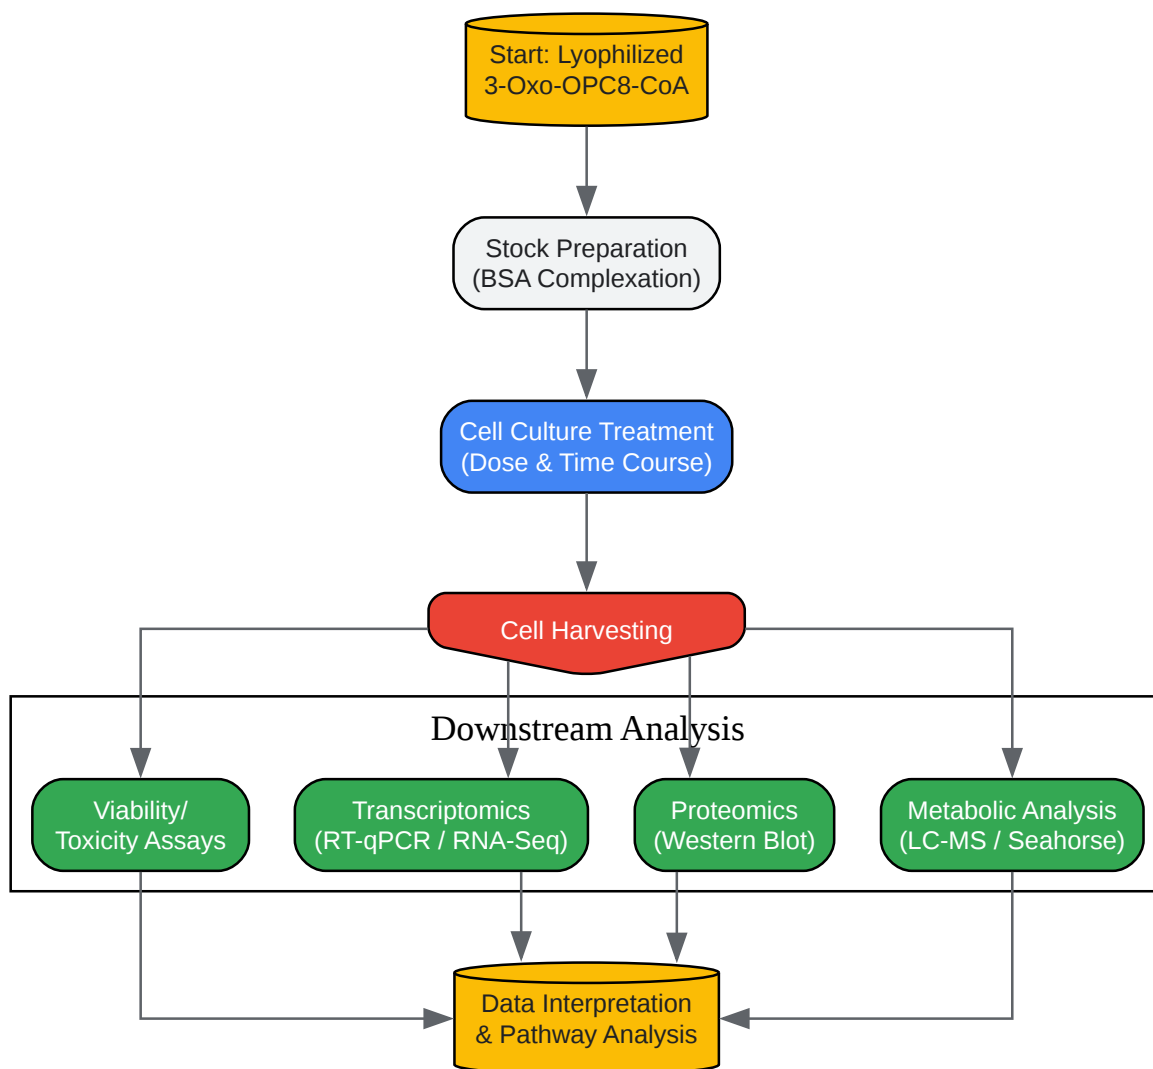 Start: Lyophilized
3-Oxo-OPC8-CoA
Stock Preparation
(BSA Complexation)
Cell Culture Treatment
(Dose & Time Course)
Cell Harvesting
Downstream Analysis
Viability/
Toxicity Assays
Transcriptomics
(RT-qPCR / RNA-Seq)
Proteomics
(Western Blot)
Metabolic Analysis
(LC-MS / Seahorse)
Data Interpretation
& Pathway Analysis